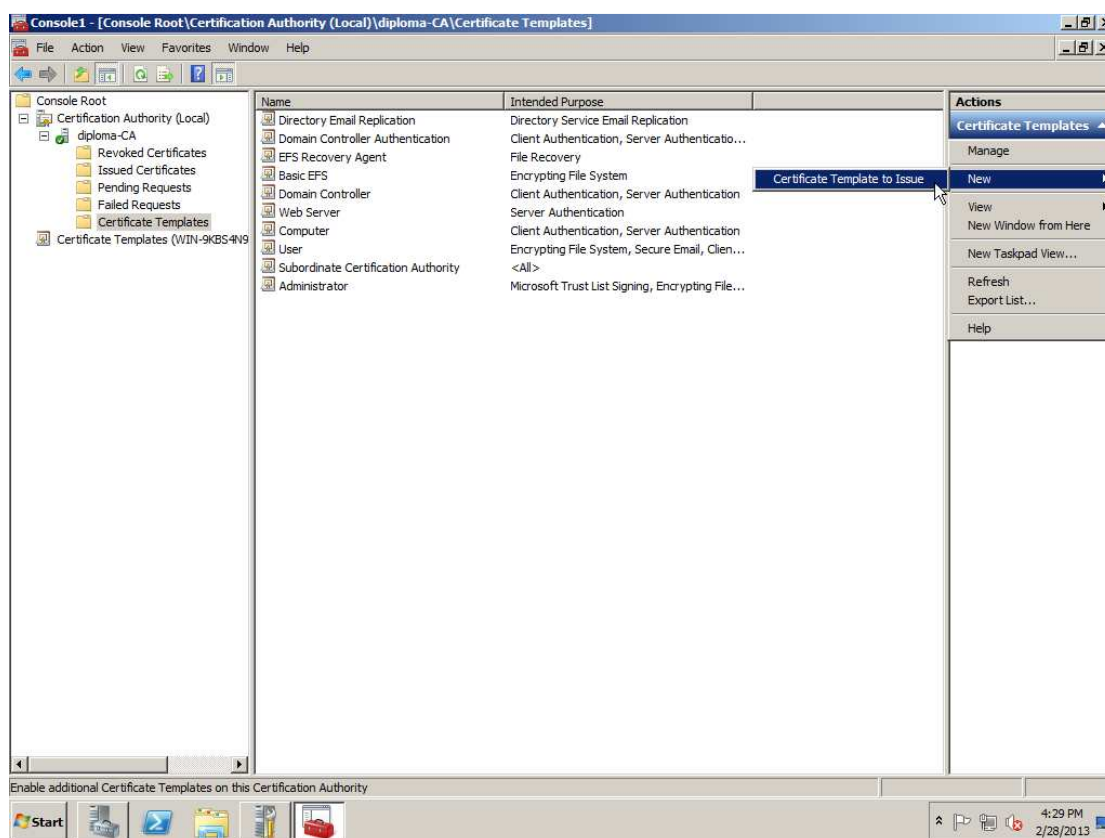 Console1 - [Console Root\Certification Authority (Local)\diploma-CA\Certificate Templates]
File Action View Favorites Window Help
Console Root
Certification Authority (Local)
diploma-CA
Revoked Certificates
Issued Certificates
Pending Requests
Failed Requests
Certificate Templates
Certificate Templates (WIN-9KBS4N9
Name Intended Purpose
Directory Email Replication Directory Service Email Replication
Domain Controller Authentication Client Authentication, Server Authenticatio...
EFS Recovery Agent File Recovery
Basic EFS Encrypting File System
Domain Controller Client Authentication, Server Authentication
Web Server Server Authentication
Computer Client Authentication, Server Authentication
User Encrypting File System, Secure Email, Clien...
Subordinate Certification Authority <All>
Administrator Microsoft Trust List Signing, Encrypting File...
Certificate Template to Issue
Actions
Certificate Templates
Manage
New
View
New Window from Here
New Taskpad View...
Refresh
Export List...
Help
Enable additional Certificate Templates on this Certification Authority
Start
4:29 PM
2/28/2013